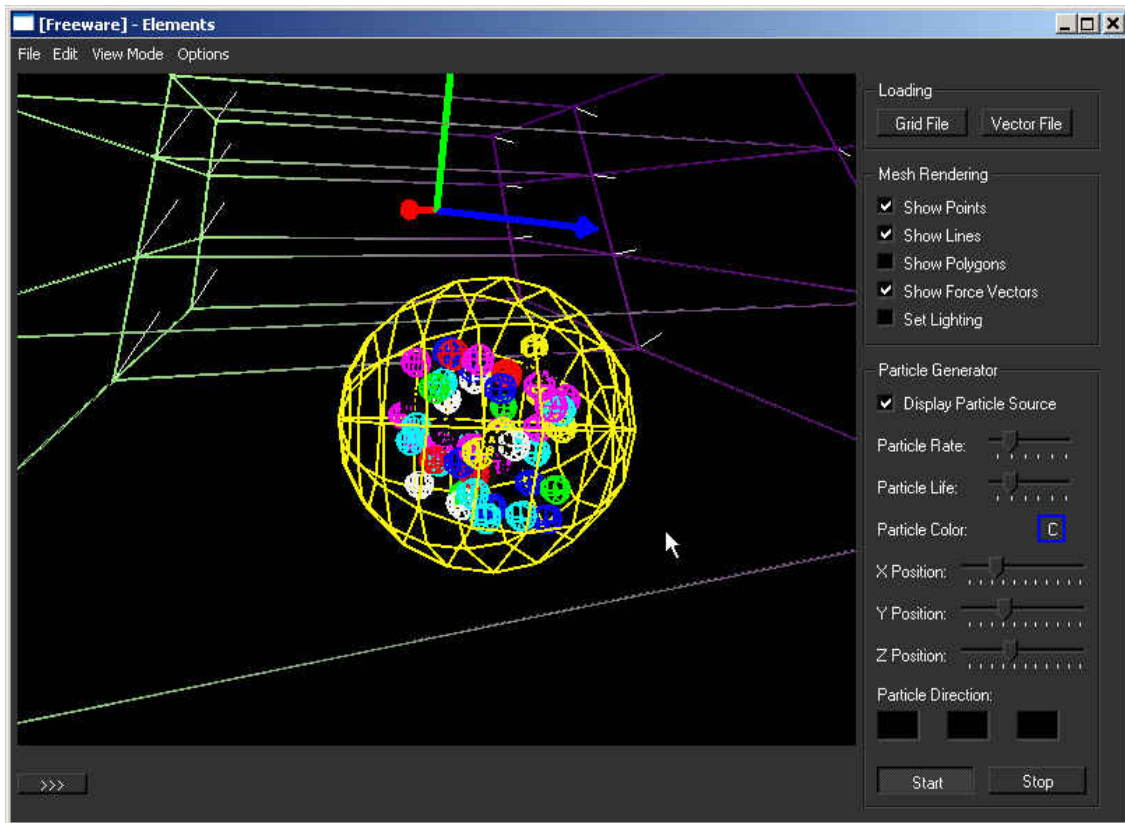 [Freeware] - Elements
File Edit View Mode Options
Loading
Grid File Vector File
Mesh Rendering
Show Points
Show Lines
Show Polygons
Show Force Vectors
Set Lighting
Particle Generator
Display Particle Source
Particle Rate:
Particle Life:
Particle Color: C
X Position:
Y Position:
Z Position:
Particle Direction:
>>> Start Stop